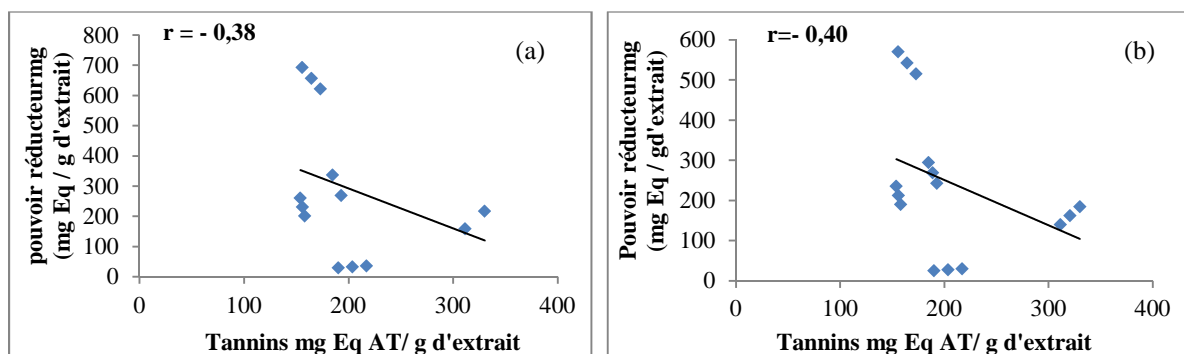 r = - 0,38
(a)
pouvoir réducteurmg
(mg Eq / g d'extrait)
800
700
600
500
400
300
200
100
0
0 100 200 300 400
Tannins mg Eq AT/ g d'extrait
r=- 0,40
(b)
Pouvoir réducteurmg
(mg Eq / gd'extrait)
600
500
400
300
200
100
0
0 100 200 300 400
Tannins mg Eq AT/ g d'extrait